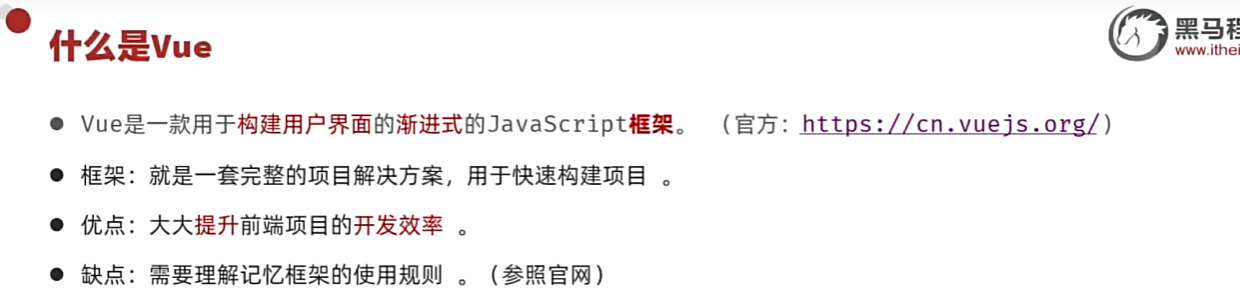 什么是Vue
黑马程
www.ithei
Vue是一款用于构建用户界面的渐进式的JavaScript框架。 （官方：https://cn.vuejs.org/）
框架：就是一套完整的项目解决方案，用于快速构建项目 。
优点：大大提升前端项目的开发效率 。
缺点：需要理解记忆框架的使用规则 。（参照官网）